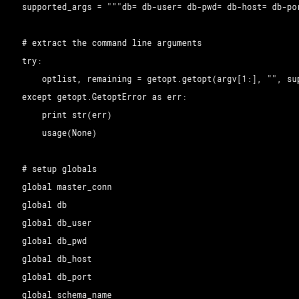 supported_args = """db= db-user= db-pwd= db-host= db-por
# extract the command line arguments
try:
optlist, remaining = getopt.getopt(argv[1:], "", sup
except getopt.GetoptError as err:
print str(err)
usage(None)
# setup globals
global master_conn
global db
global db_user
global db_pwd
global db_host
global db_port
global schema_name